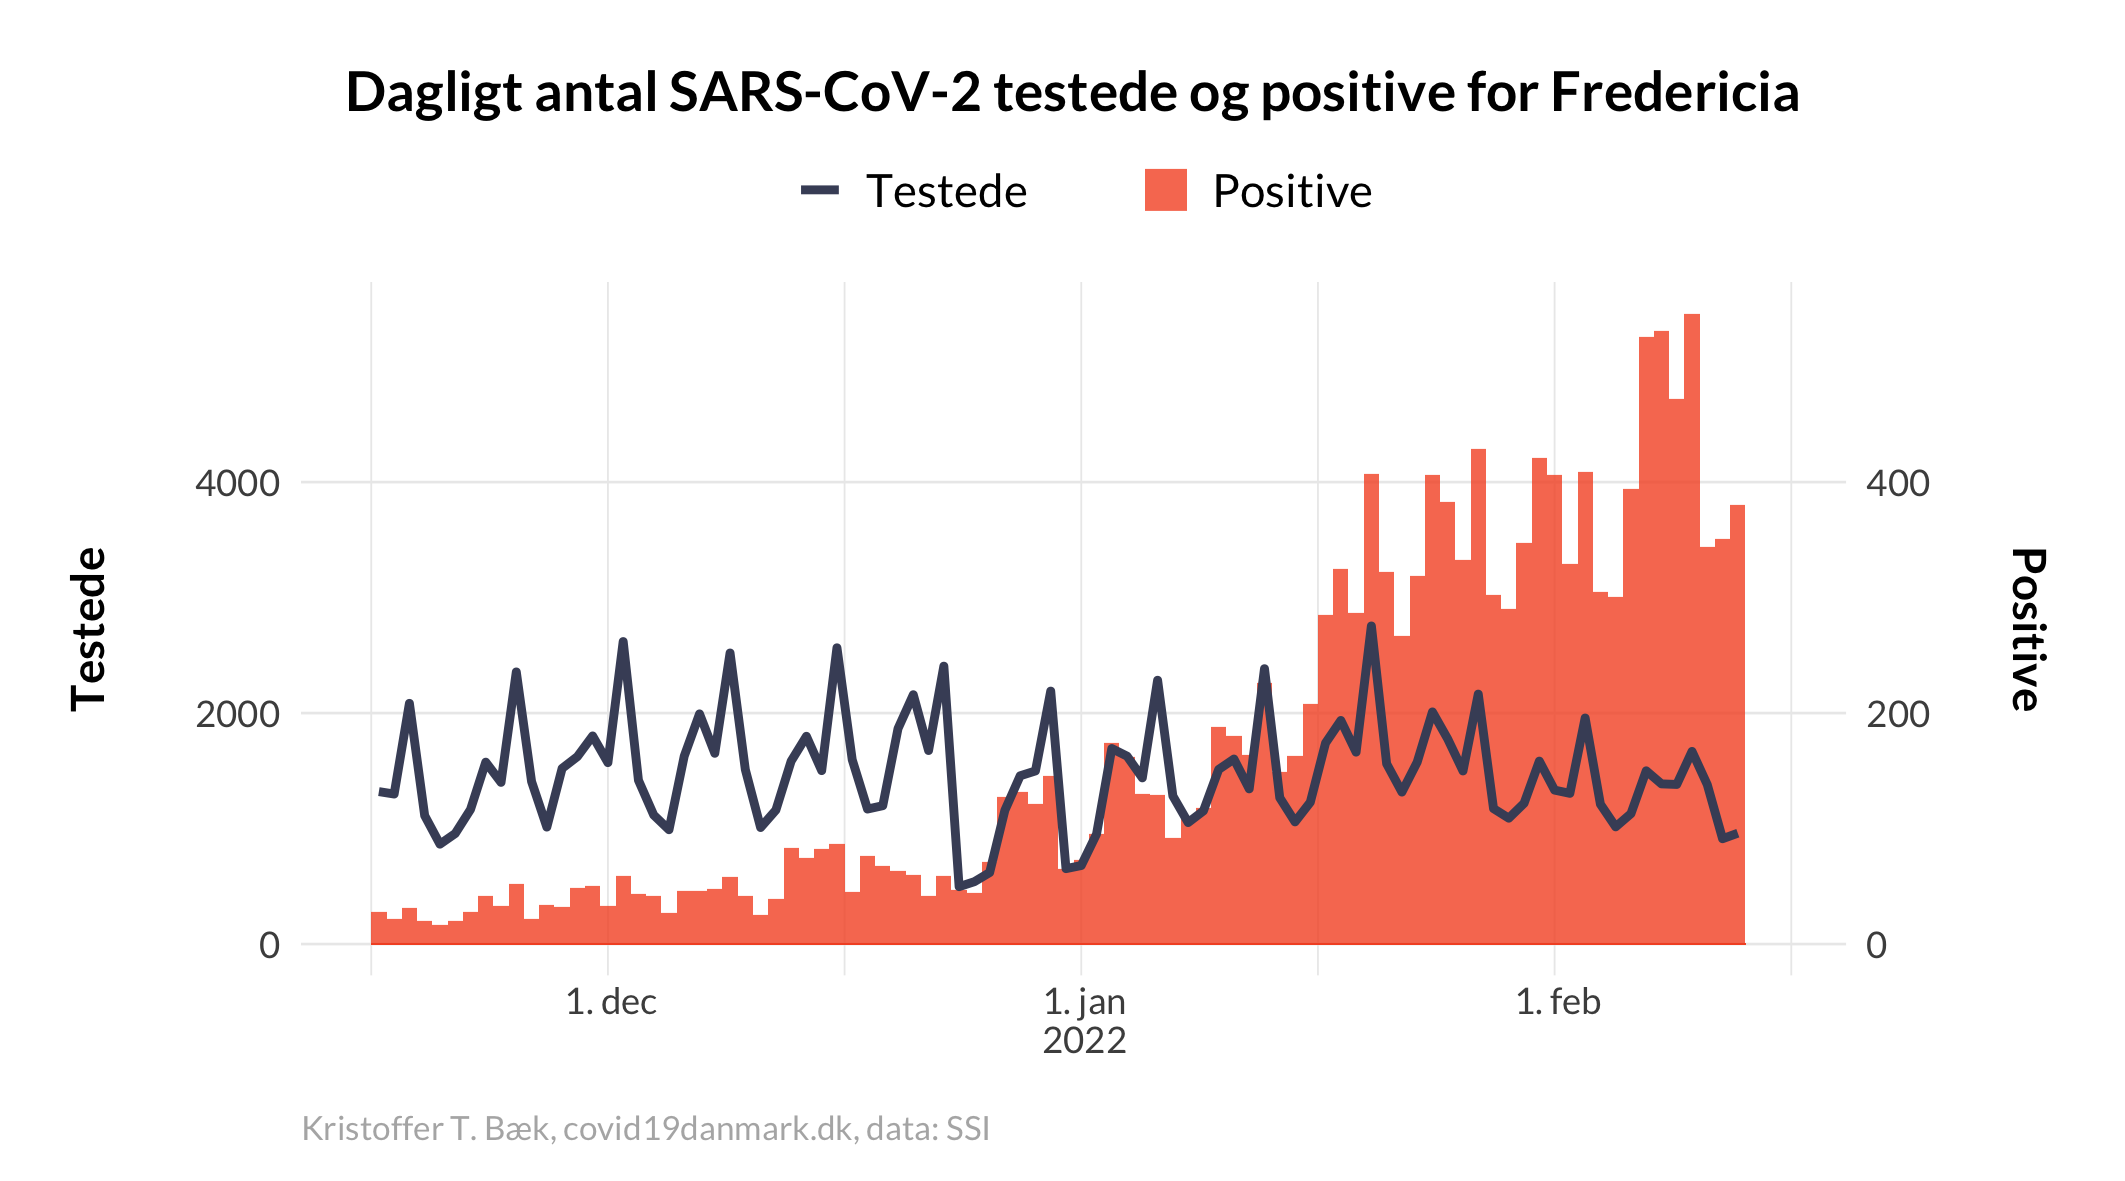 Dagligt antal SARS-CoV-2 testede og positive for Fredericia
Testede
Positive
4000
2000
0
Testede
400
200
0
Positive
1. dec
1. jan
2022
1. feb
Kristoffer T. Bæk, covid19danmark.dk, data: SSI